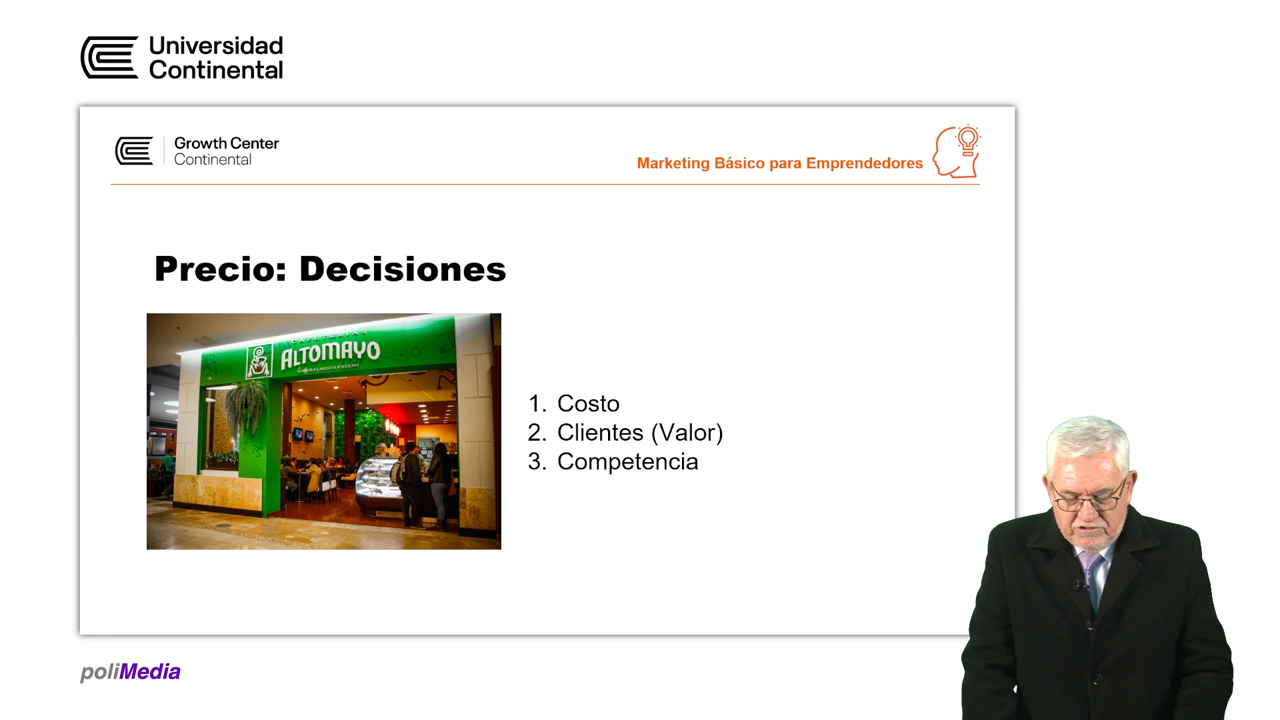 Universidad
Continental
Growth Center
Continental
Marketing Básico para Emprendedores
Precio: Decisiones
ALTOMAYO
1. Costo
2. Clientes (Valor)
3. Competencia
poliMedia